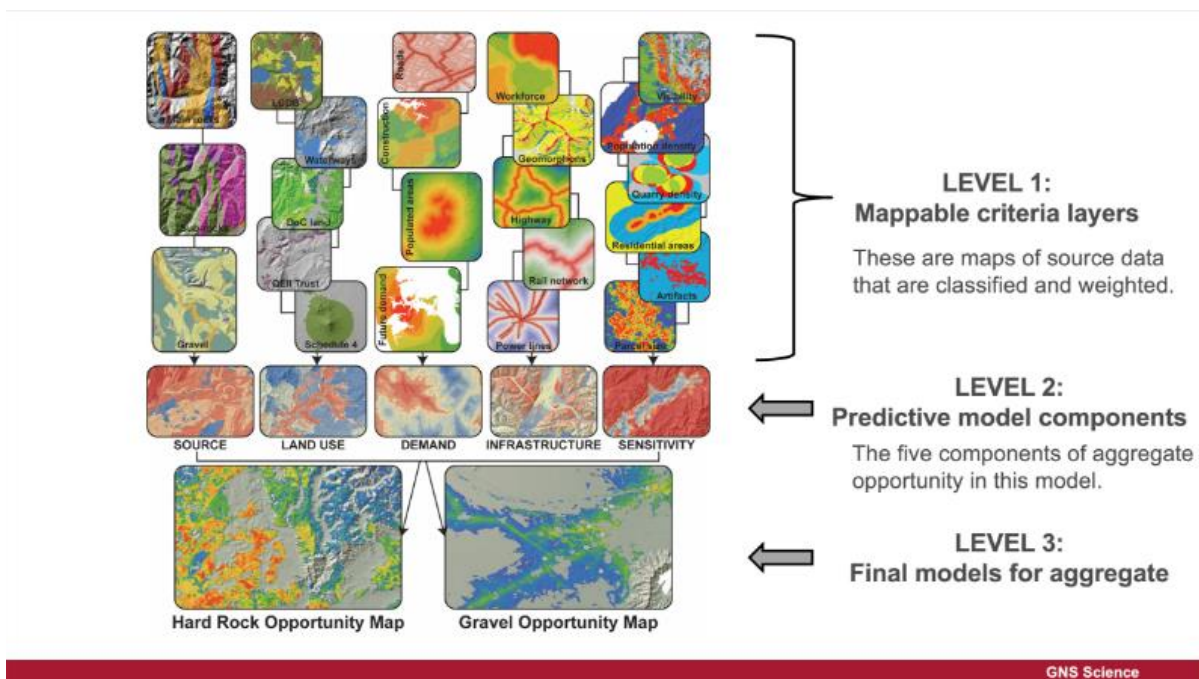 Roads
Workforce
Visibility
LCDB
Main rocks
Construction
Waterways
Geomorphons
Population density
Quarry density
DoC land
Populated areas
Highway
Residential areas
QEII Trust
Rail network
Artifacts
Future demand
Gravel
Schedule 4
Power lines
Parcel size
SOURCE
LAND USE
DEMAND
INFRASTRUCTURE
SENSITIVITY
Hard Rock Opportunity Map
Gravel Opportunity Map
LEVEL 1:
Mappable criteria layers
These are maps of source data
that are classified and weighted.
LEVEL 2:
Predictive model components
The five components of aggregate
opportunity in this model.
LEVEL 3:
Final models for aggregate
GNS Science